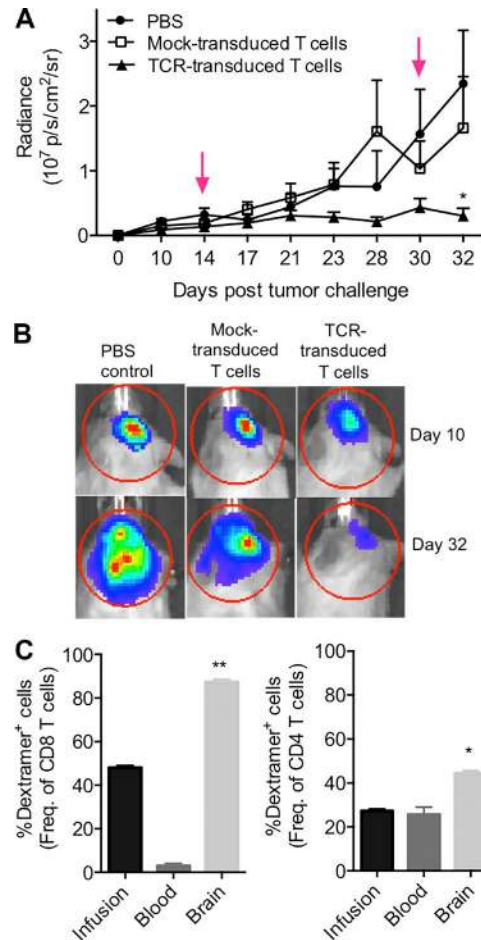 A
PBS
Mock-transduced T cells
TCR-transduced T cells
Radiance
(10⁷ p/s/cm²/sr)
3
2
1
0
*
0 10 14 17 21 23 28 30 32
Days post tumor challenge
B
PBS
control
Mock-
transduced
T cells
TCR-
transduced
T cells
Day 10
Day 32
C
%Dextramer⁺ cells
(Freq. of CD8 T cells)
100
80
60
40
20
0
**
Infusion Blood Brain
%Dextramer⁺ cells
(Freq. of CD4 T cells)
100
80
60
40
20
0
*
Infusion Blood Brain